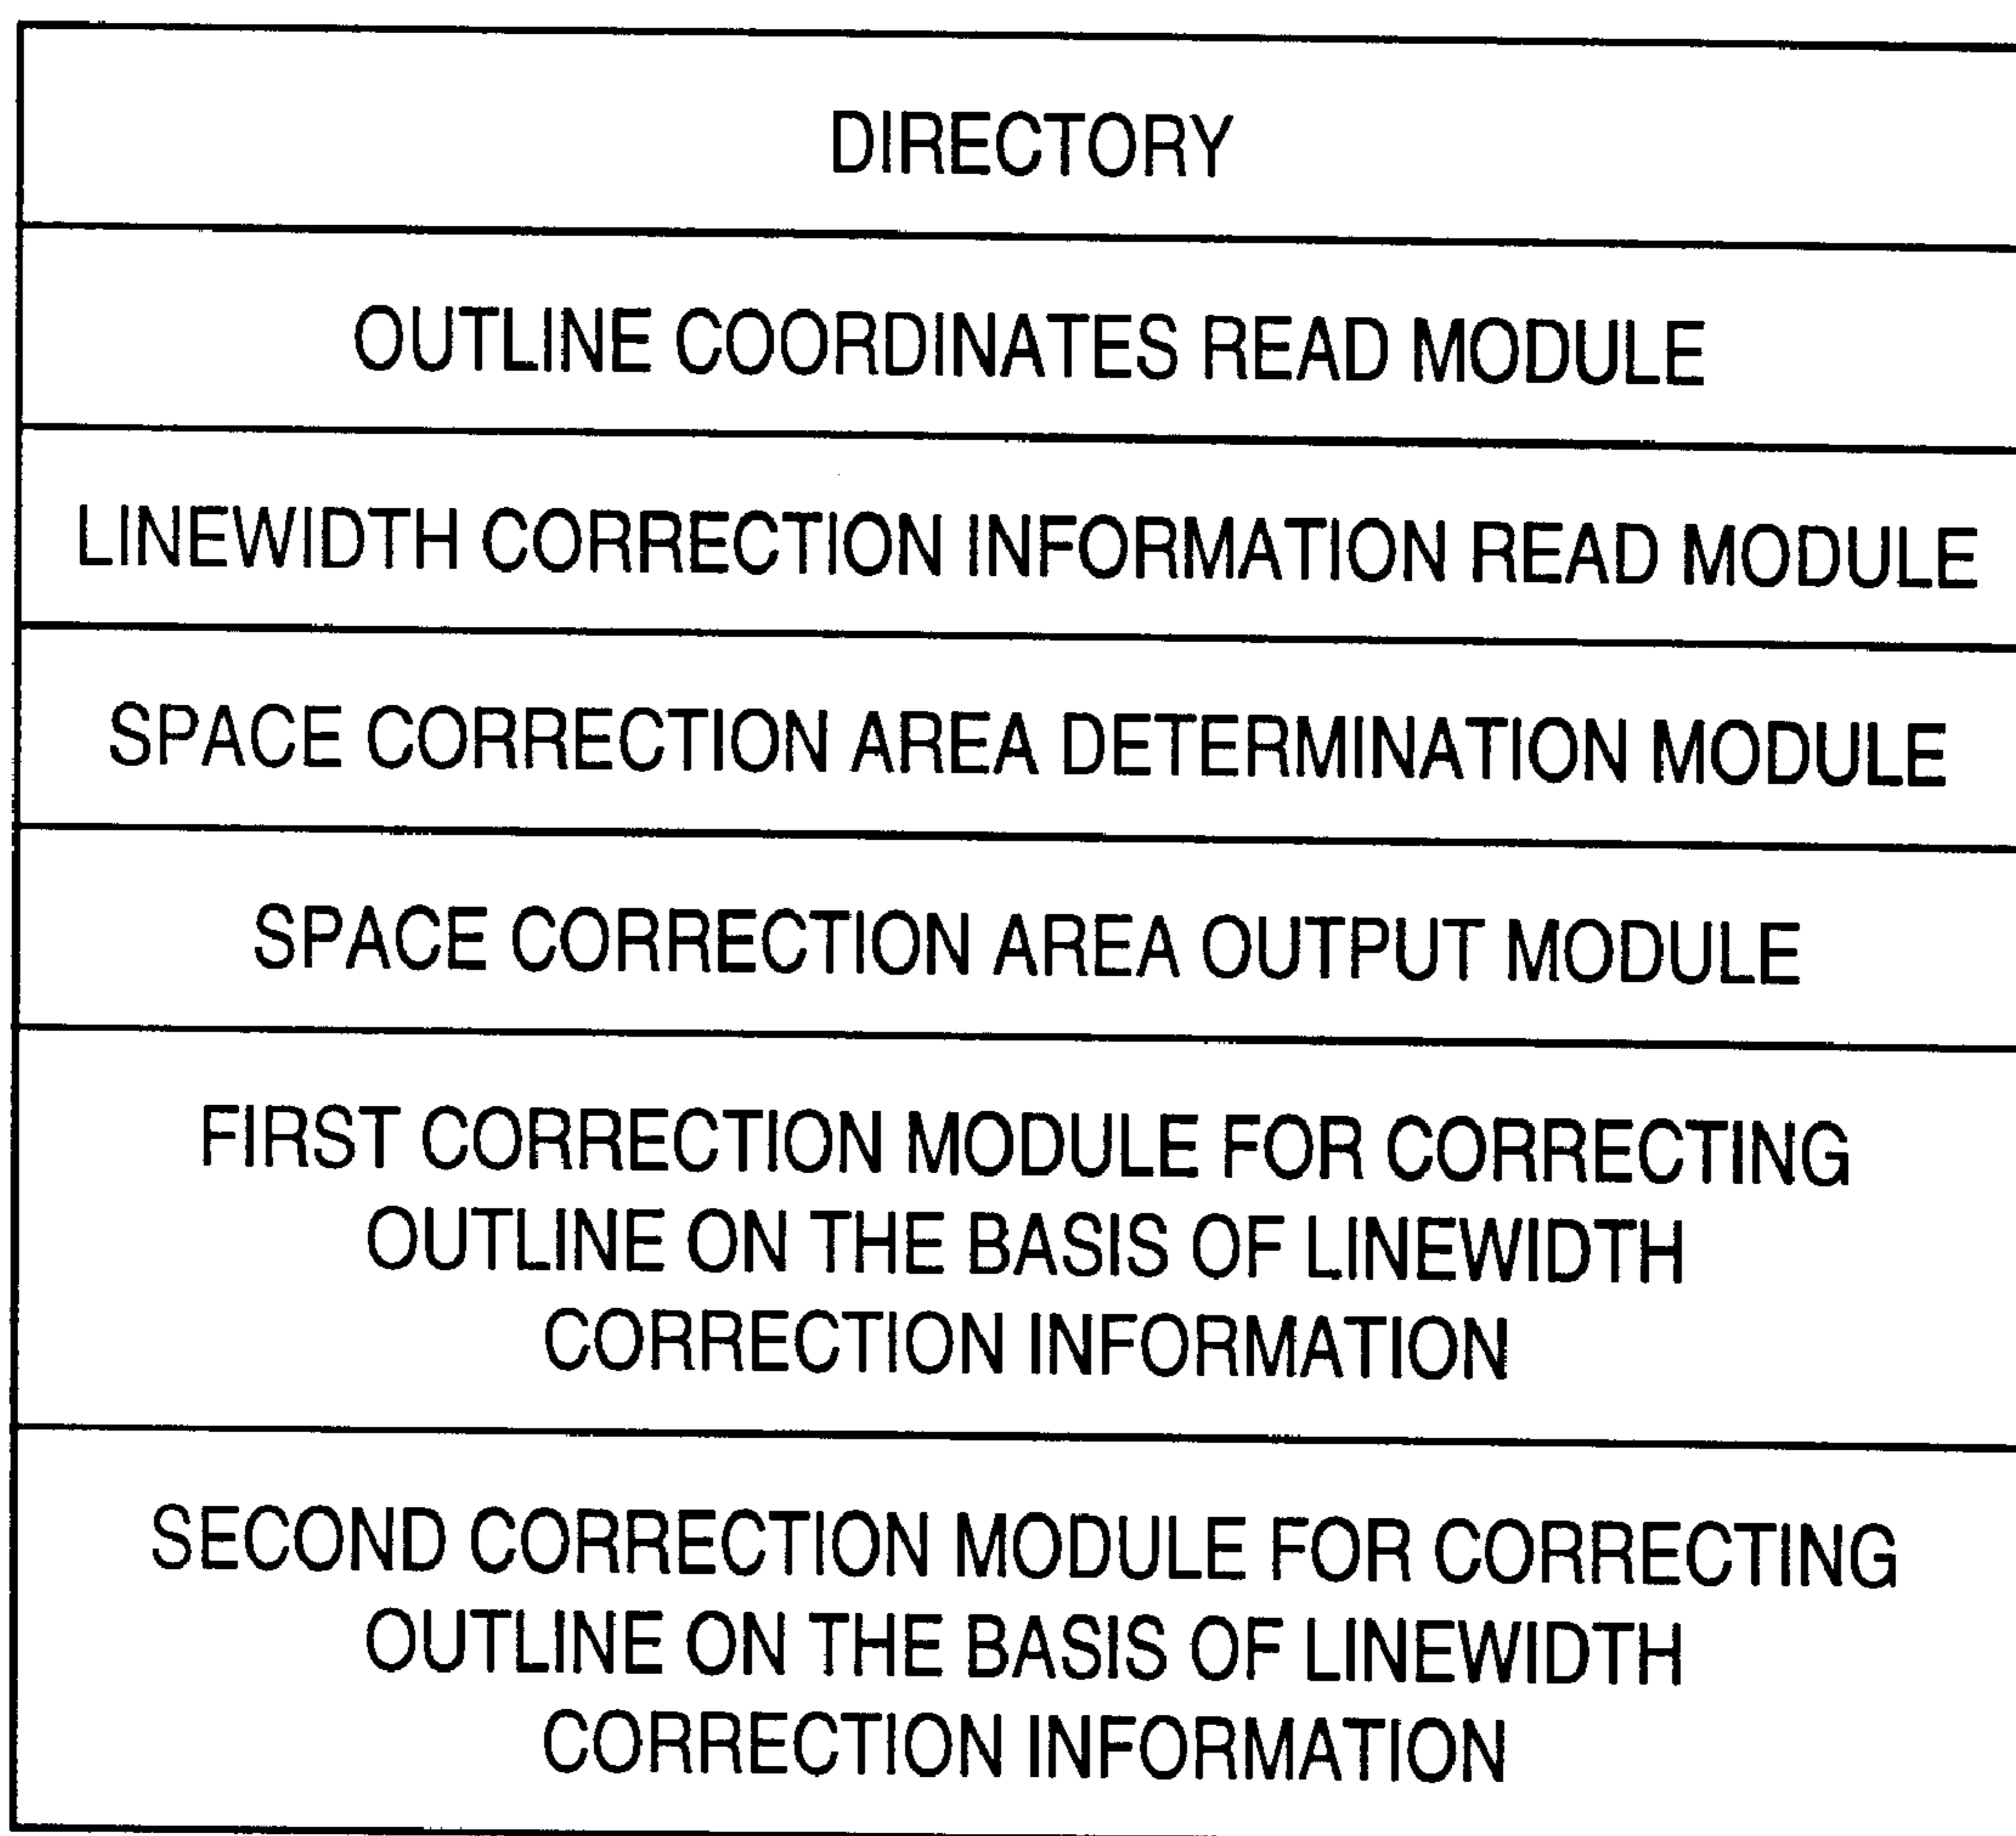 DIRECTORY
OUTLINE COORDINATES READ MODULE
LINEWIDTH CORRECTION INFORMATION READ MODULE
SPACE CORRECTION AREA DETERMINATION MODULE
SPACE CORRECTION AREA OUTPUT MODULE
FIRST CORRECTION MODULE FOR CORRECTING
OUTLINE ON THE BASIS OF LINEWIDTH
CORRECTION INFORMATION
SECOND CORRECTION MODULE FOR CORRECTING
OUTLINE ON THE BASIS OF LINEWIDTH
CORRECTION INFORMATION